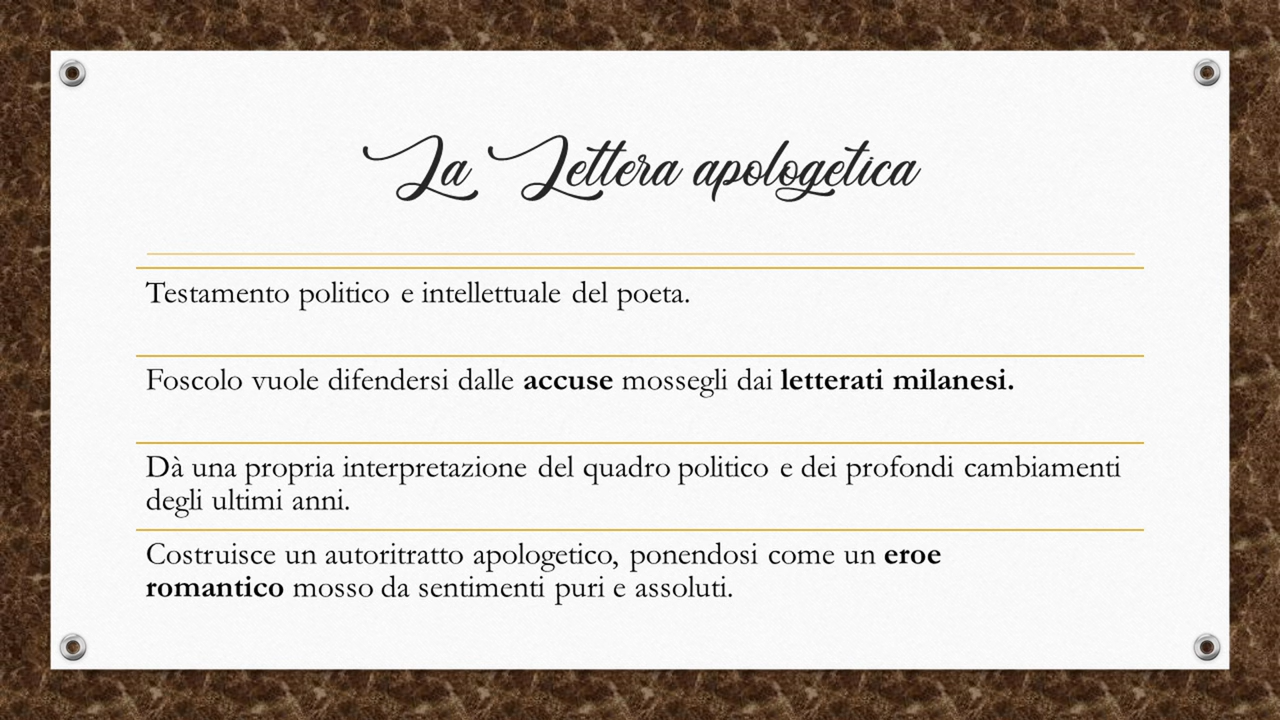 La Lettera apologetica
Testamento politico e intellettuale del poeta.
Foscolo vuole difendersi dalle accuse mossegli dai letterati milanesi.
Dà una propria interpretazione del quadro politico e dei profondi cambiamenti
degli ultimi anni.
Costruisce un autoritratto apologetico, ponendosi come un eroe
romantico mosso da sentimenti puri e assoluti.